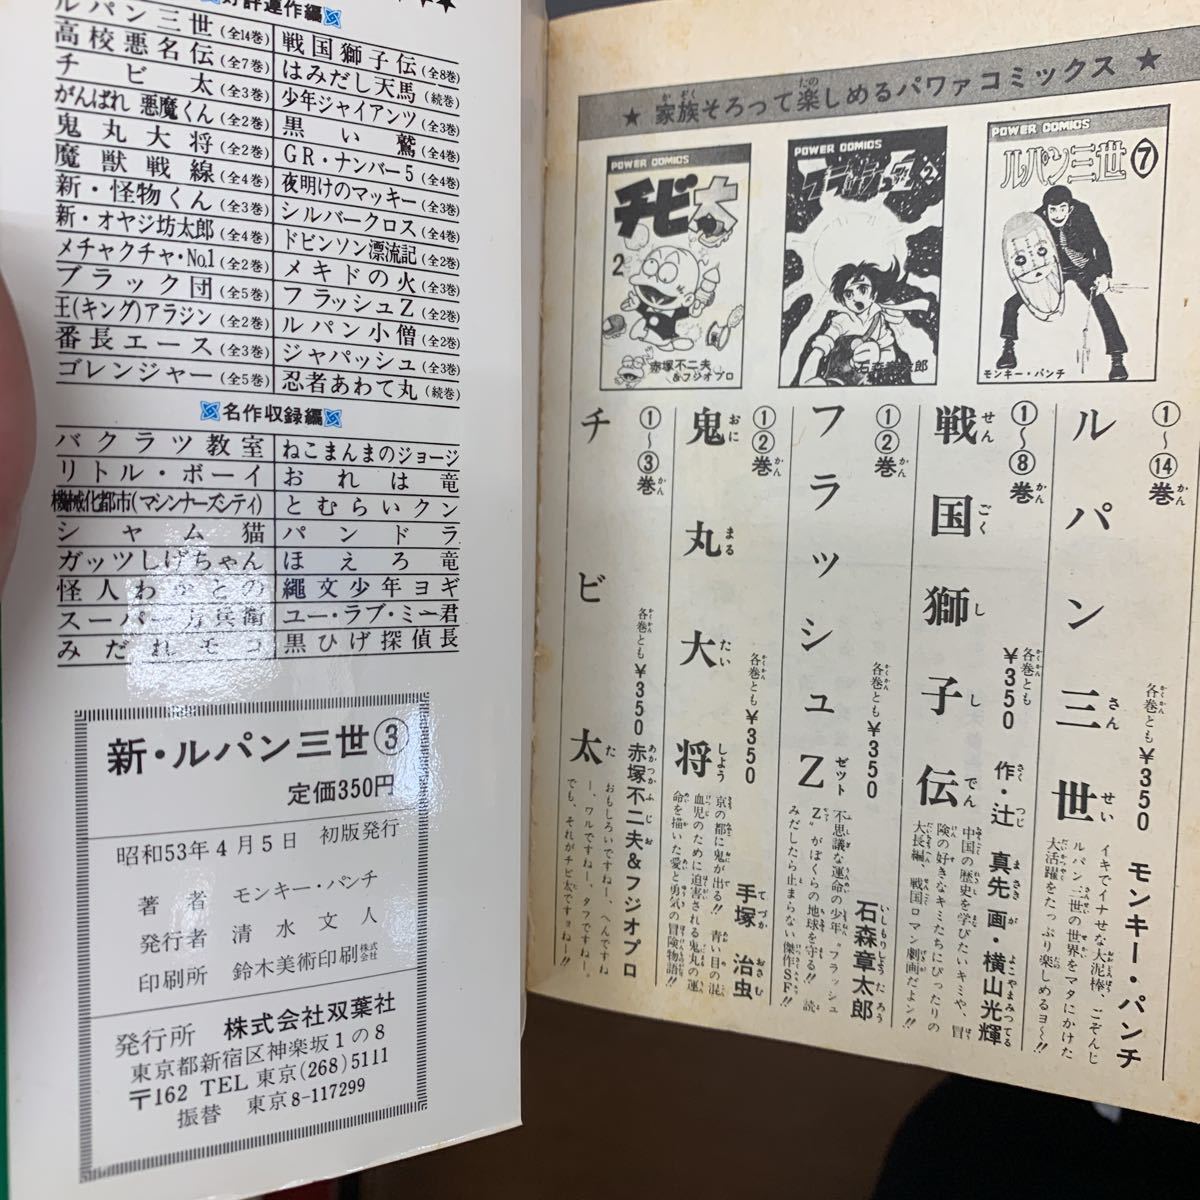 好評連作編
ルパン三世(全14巻)
高校悪名伝(全7巻)
チビ太(全3巻)
がんばれ悪魔くん(全2巻)
鬼丸大将(全2巻)
魔獣戦線(全4巻)
新・怪物くん(全3巻)
新・オヤジ坊太郎(全4巻)
メチャクチャ・No.1(全2巻)
ブラック団(全5巻)
王(キング)アラジン(全2巻)
番長エース(全3巻)
ゴレンジャー(全5巻)
戦国獅子伝(全8巻)
はみだし天馬(続巻)
少年ジャイアンツ(全3巻)
黒い鷲(全4巻)
GR・ナンバー5(全4巻)
夜明けのマッキー(全3巻)
シルバークロス(全4巻)
ドビンソン漂流記(全2巻)
メキドの火(全3巻)
フラッシュZ(全2巻)
ルパン小僧(全2巻)
ジャパッシュ(全3巻)
忍者あわて丸(続巻)
名作収録編
バクラツ教室
リトル・ボーイ
機械化都市(マシンナーズシティ)
シャム猫
ガッツしげちゃん
怪人わかとの
スーパー万兵衛
みだれモコ
ねこまんまのジョージ
おれは竜
とむらいクン
パンドラ
ほえろ竜
繩文少年ヨギ
ユー・ラブ・ミー君
黒ひげ探偵長
新・ルパン三世③
定価350円
昭和53年4月5日 初版発行
著者 モンキー・パンチ
発行者 清水文人
印刷所 鈴木美術印刷株式会社
発行所 株式会社双葉社
東京都新宿区神楽坂1の8
〒162 TEL 東京(268)5111
振替 東京8-117299
★ 家族そろって楽しめるパワァコミックス ★
POWER COMICS
チビ太
2
赤塚不二夫
&フジオプロ
POWER COMICS
フラッシュZ 2
石森章太郎
POWER COMICS
ルパン三世⑦
モンキー・パンチ
ルパン三世
①~⑭巻
各巻とも¥350
モンキー・パンチ
イキでイナせな大泥棒、ごぞんじ
ルパン三世の世界をマタにかけた
大活躍をたっぷり楽しめるヨ~!!
戦国獅子伝
①~⑧巻
各巻とも¥350
作・辻真先 画・横山光輝
中国の歴史を学びたいキミや、冒
険の好きなキミたちにぴったりの
大長編、戦国ロマン劇画だよン!!
フラッシュZ
①②巻
各巻とも¥350
石森章太郎
不思議な運命の少年"フラッシュ
Z"がぼくらの地球を守る!! 読
みだしたら止まらない傑作SF!!
鬼丸大将
①②巻
各巻とも¥350
手塚治虫
京の都に鬼が出る!! 青い目の混
血児のために迫害される鬼丸の運
命を描いた愛と勇気の冒険物語!!
チビ太
①~③巻
各巻とも¥350
赤塚不二夫&フジオプロ
おもしろいですねー、へんですね
ー、ワルですねー、タフですねー、
でも、それがチビ太ですョねー!!